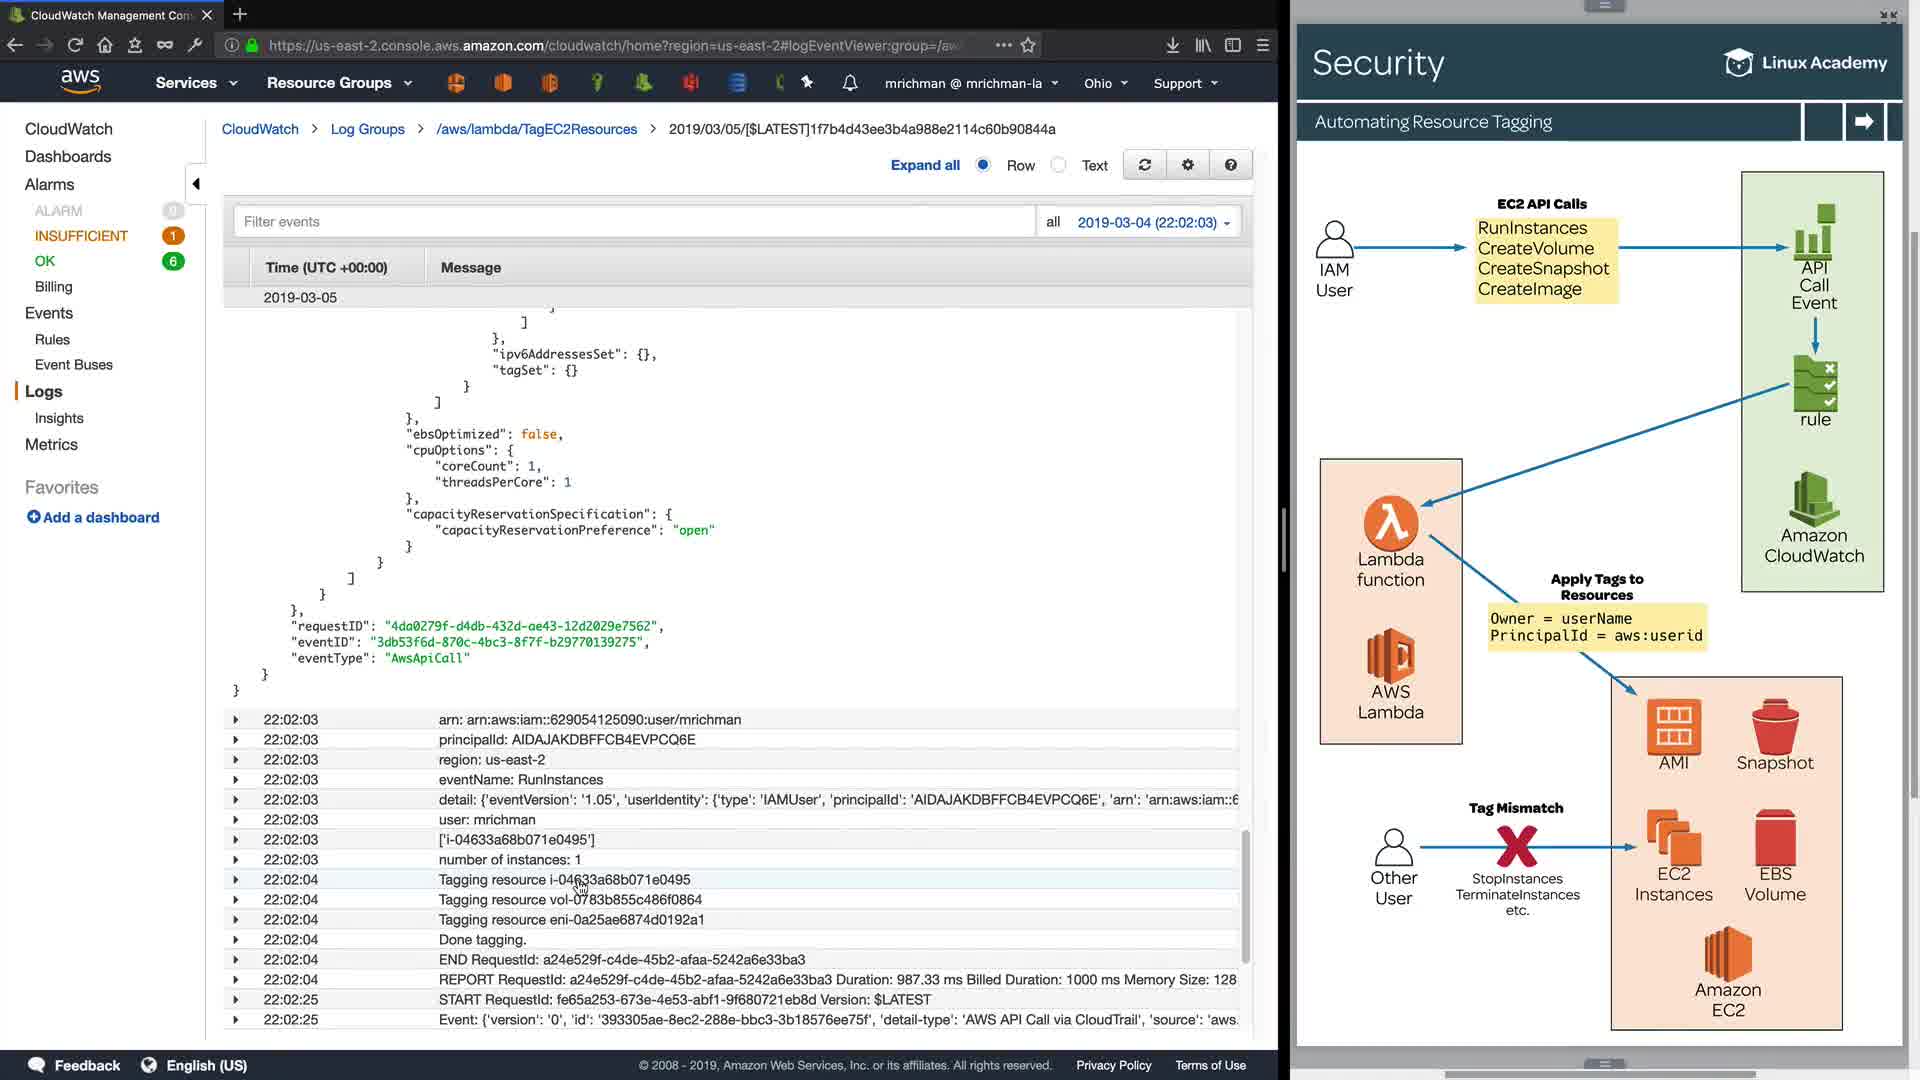 CloudWatch Management Con
https://us-east-2.console.aws.amazon.com/cloudwatch/home?region=us-east-2#logEventViewer:group=/aw
aws
Services
Resource Groups
mrichman @ mrichman-la
Ohio
Support
CloudWatch
Dashboards
Alarms
ALARM 0
INSUFFICIENT 1
OK 6
Billing
Events
Rules
Event Buses
Logs
Insights
Metrics
Favorites
Add a dashboard
CloudWatch > Log Groups > /aws/lambda/TagEC2Resources > 2019/03/05/[$LATEST]1f7b4d43ee3b4a988e2114c60b90844a
Expand all Row Text
Filter events
all 2019-03-04 (22:02:03)
Time (UTC +00:00) Message
2019-03-05
]
]
},
"ipv6AddressesSet": {},
"tagSet": {}
}
]
},
"ebsOptimized": false,
"cpuOptions": {
"coreCount": 1,
"threadsPerCore": 1
},
"capacityReservationSpecification": {
"capacityReservationPreference": "open"
}
}
]
}
},
"requestID": "4da0279f-d4db-432d-ae43-12d2029e7562",
"eventID": "3db53f6d-870c-4bc3-8f7f-b29770139275",
"eventType": "AwsApiCall"
}
}
22:02:03 arn: arn:aws:iam::629054125090:user/mrichman
22:02:03 principalId: AIDAJAKDBFFCB4EVPCQ6E
22:02:03 region: us-east-2
22:02:03 eventName: RunInstances
22:02:03 detail: {'eventVersion': '1.05', 'userIdentity': {'type': 'IAMUser', 'principalId': 'AIDAJAKDBFFCB4EVPCQ6E', 'arn': 'arn:aws:iam::6
22:02:03 user: mrichman
22:02:03 ['i-04633a68b071e0495']
22:02:03 number of instances: 1
22:02:04 Tagging resource i-04633a68b071e0495
22:02:04 Tagging resource vol-0783b855c486f0864
22:02:04 Tagging resource eni-0a25ae6874d0192a1
22:02:04 Done tagging.
22:02:04 END RequestId: a24e529f-c4de-45b2-afaa-5242a6e33ba3
22:02:04 REPORT RequestId: a24e529f-c4de-45b2-afaa-5242a6e33ba3 Duration: 987.33 ms Billed Duration: 1000 ms Memory Size: 128
22:02:25 START RequestId: fe65a253-673e-4e53-abf1-9f680721eb8d Version: $LATEST
22:02:25 Event: {'version': '0', 'id': '393305ae-8ec2-288e-bbc3-3b18576ee75f', 'detail-type': 'AWS API Call via CloudTrail', 'source': 'aws.
Feedback
English (US)
© 2008 - 2019, Amazon Web Services, Inc. or its affiliates. All rights reserved.
Privacy Policy
Terms of Use
Security
Linux Academy
Automating Resource Tagging
EC2 API Calls
RunInstances
CreateVolume
CreateSnapshot
CreateImage
IAM
User
API
Call
Event
rule
Amazon
CloudWatch
Lambda
function
AWS
Lambda
Apply Tags to
Resources
Owner = userName
PrincipalId = aws:userid
AMI
Snapshot
EC2
Instances
EBS
Volume
Amazon
EC2
Tag Mismatch
Other
User
StopInstances
TerminateInstances
etc.